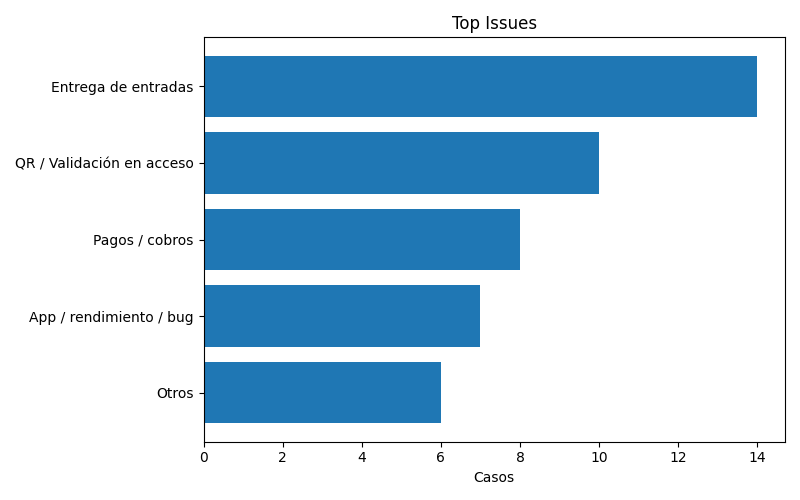 Top Issues
Entrega de entradas
QR / Validación en acceso
Pagos / cobros
App / rendimiento / bug
Otros
0 2 4 6 8 10 12 14
Casos